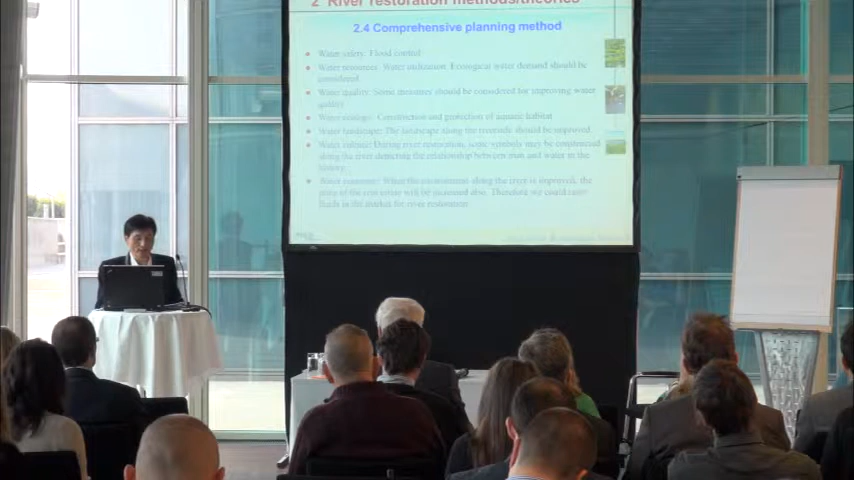 2 River restoration methods/theories
2.4 Comprehensive planning method
Water safety: Flood control
Water resources: Water utilization. Ecological water demand should be
considered.
Water quality: Some measures should be considered for improving water
quality
Water ecology: Construction and protection of aquatic habitat
Water landscape: The landscape along the riverside should be improved
Water culture: During river restoration, some symbols may be constructed
along the river depicting the relationship between man and water in the
history.
Water economy: When the environment along the river is improved, the
of the real estate will be increased also. Therefore we could raise
funds in the market for river restoration.